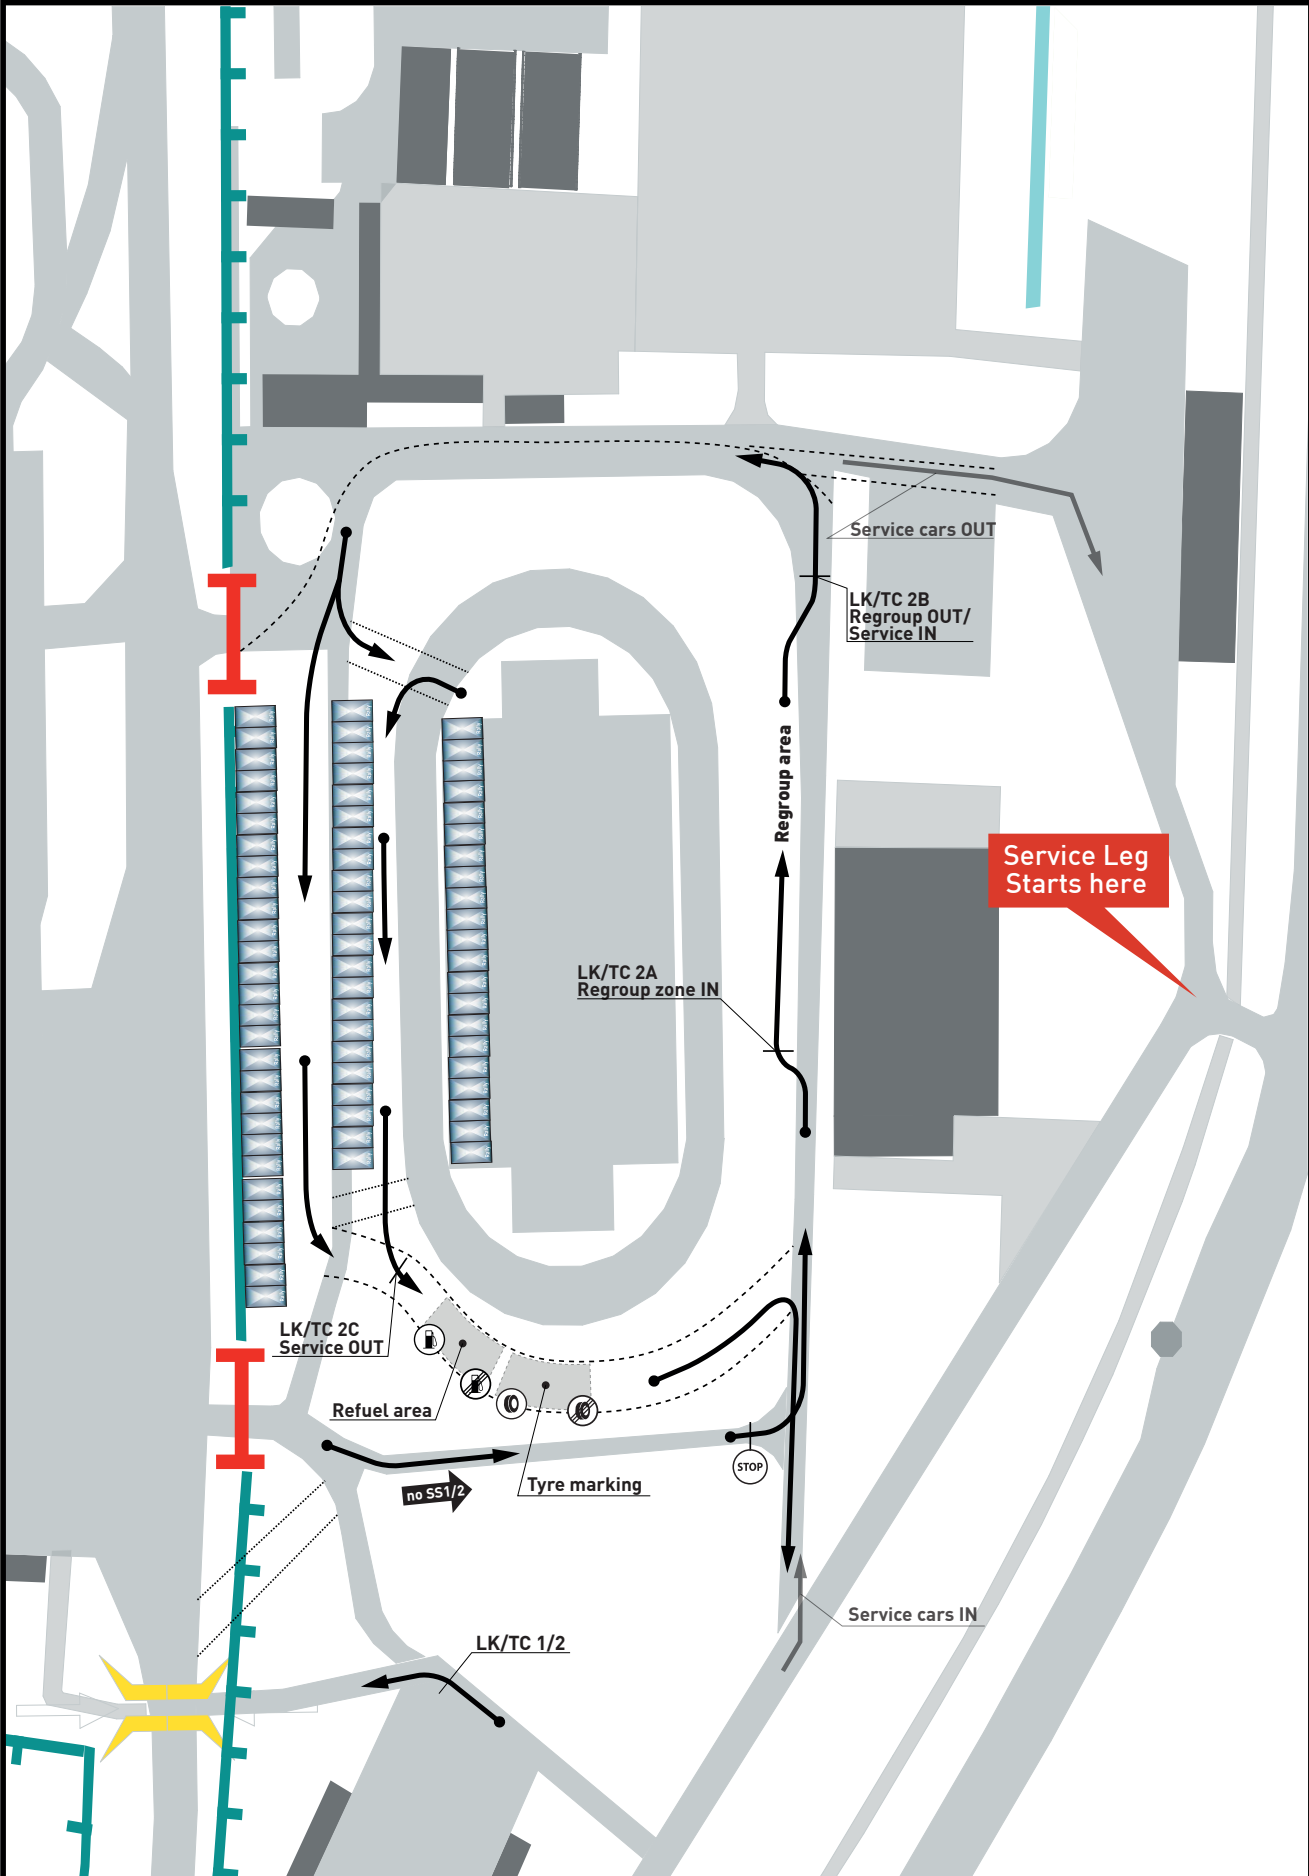 Service cars OUT
LK/TC 2B
Regroup OUT/
Service IN
Regroup area
Service Leg
Starts here
LK/TC 2A
Regroup zone IN
LK/TC 2C
Service OUT
Refuel area
STOP
no SS1/2
Tyre marking
Service cars IN
LK/TC 1/2